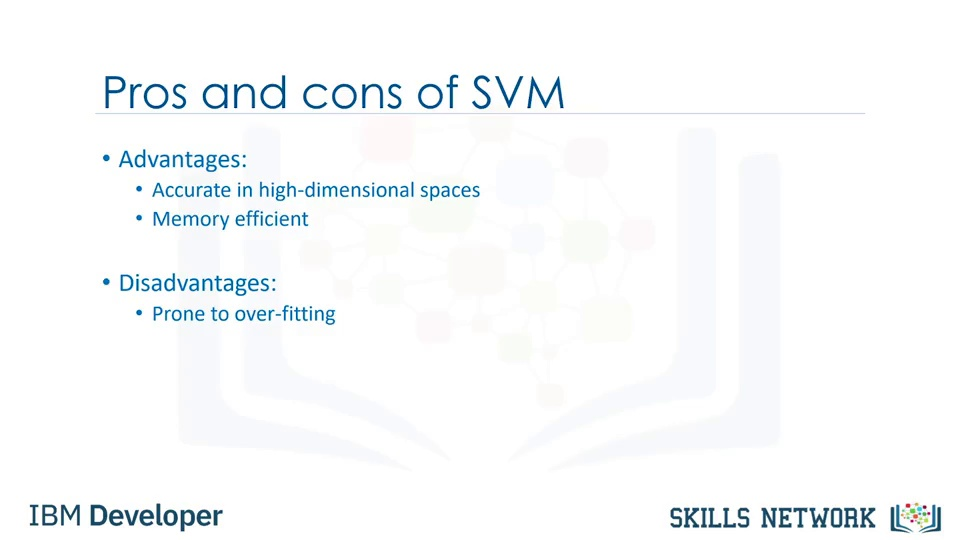 Pros and cons of SVM
• Advantages:
• Accurate in high-dimensional spaces
• Memory efficient
• Disadvantages:
• Prone to over-fitting
IBM Developer
SKILLS NETWORK